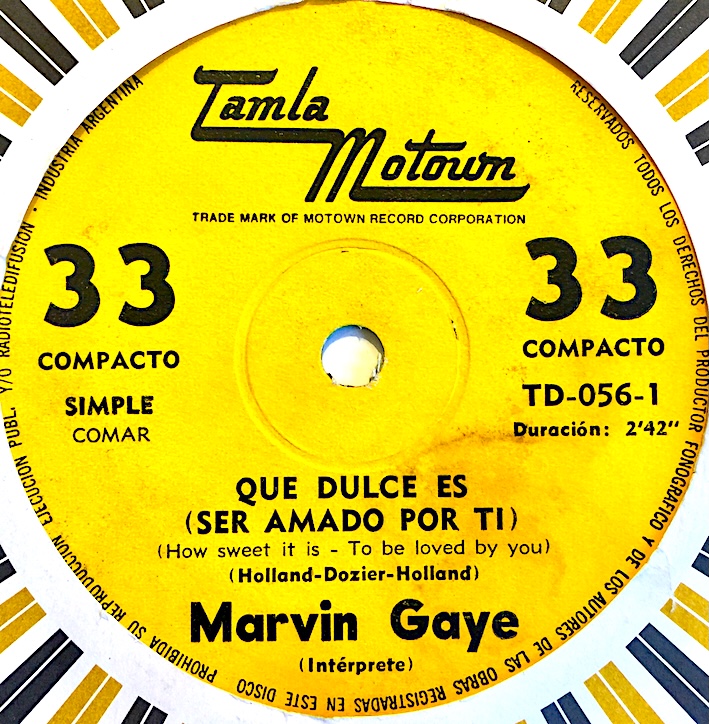 Tamla
Motown
TRADE MARK OF MOTOWN RECORD CORPORATION
33
COMPACTO
SIMPLE
COMAR
33
COMPACTO
TD-056-1
Duración: 2'42"
QUE DULCE ES
(SER AMADO POR TI)
(How sweet it is - To be loved by you)
(Holland-Dozier-Holland)
Marvin Gaye
(Intérprete)
RESERVADOS TODOS LOS DERECHOS DEL PRODUCTOR FONOGRAFICO Y DE LOS AUTORES DE LAS OBRAS REGISTRADAS EN ESTE DISCO PROHIBIDA SU REPRODUCCION EJECUCION PUBL. Y/O RADIOTELEDIFUSION - INDUSTRIA ARGENTINA